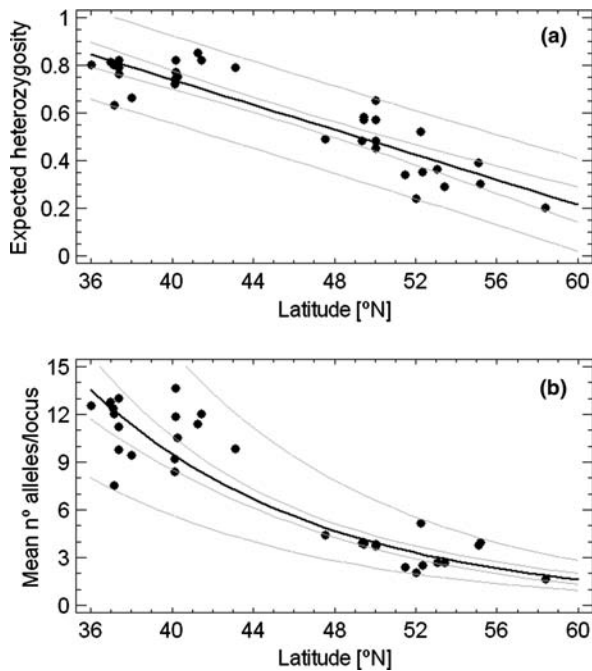 (a)
Expected heterozygosity
1
0.8
0.6
0.4
0.2
0
36 40 44 48 52 56 60
Latitude [ºN]
(b)
Mean nº alleles/locus
15
12
9
6
3
0
36 40 44 48 52 56 60
Latitude [ºN]